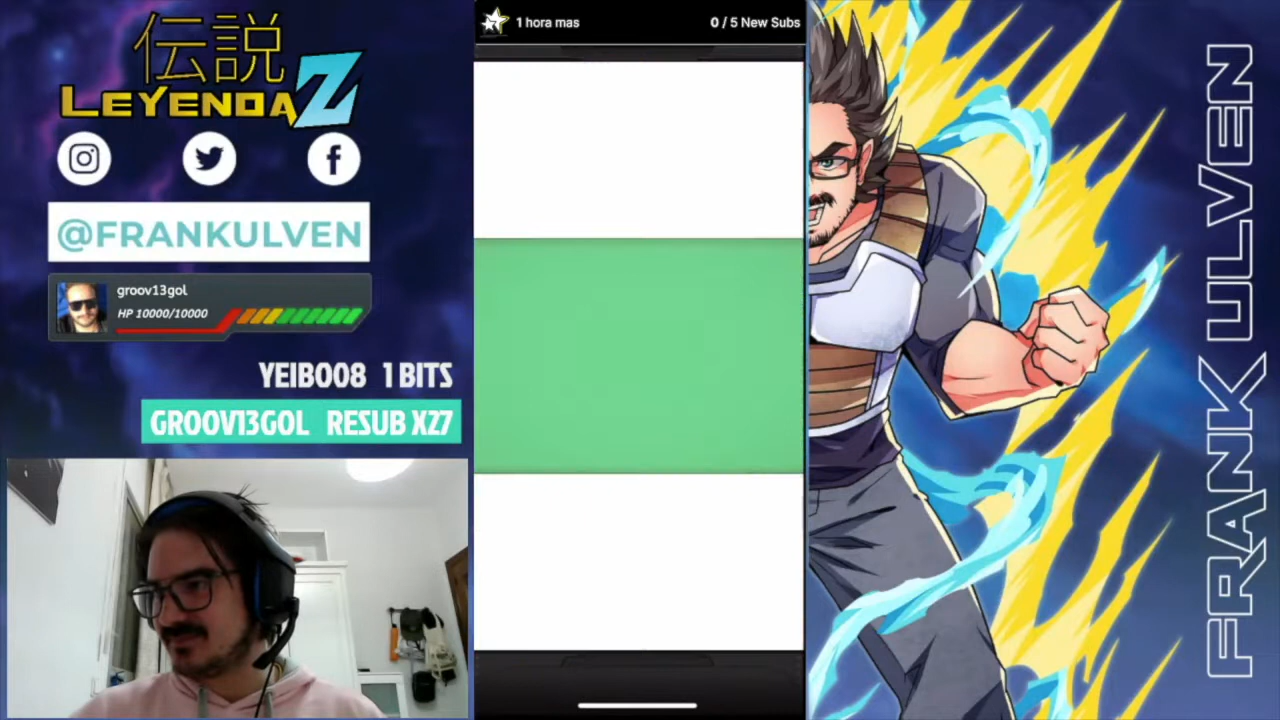 伝説
LEYENDA Z
@FRANKULVEN
groov13gol
HP 10000/10000
YEIBO08 1 BITS
GROOV13GOL RESUB XZ7
1 hora mas
0 / 5 New Subs
FRANK ULVEN